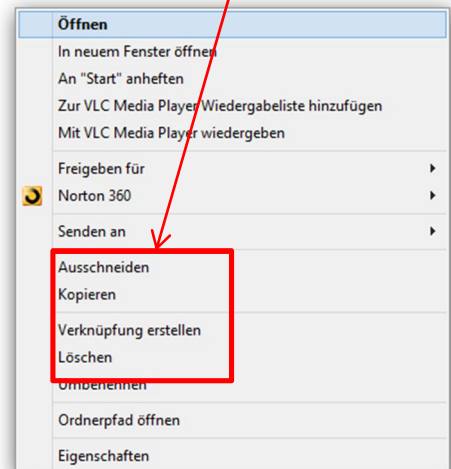 Öffnen
In neuem Fenster öffnen
An "Start" anheften
Zur VLC Media Player Wiedergabeliste hinzufügen
Mit VLC Media Player wiedergeben
Freigeben für
Norton 360
Senden an
Ausschneiden
Kopieren
Verknüpfung erstellen
Löschen
Umbenennen
Ordnerpfad öffnen
Eigenschaften